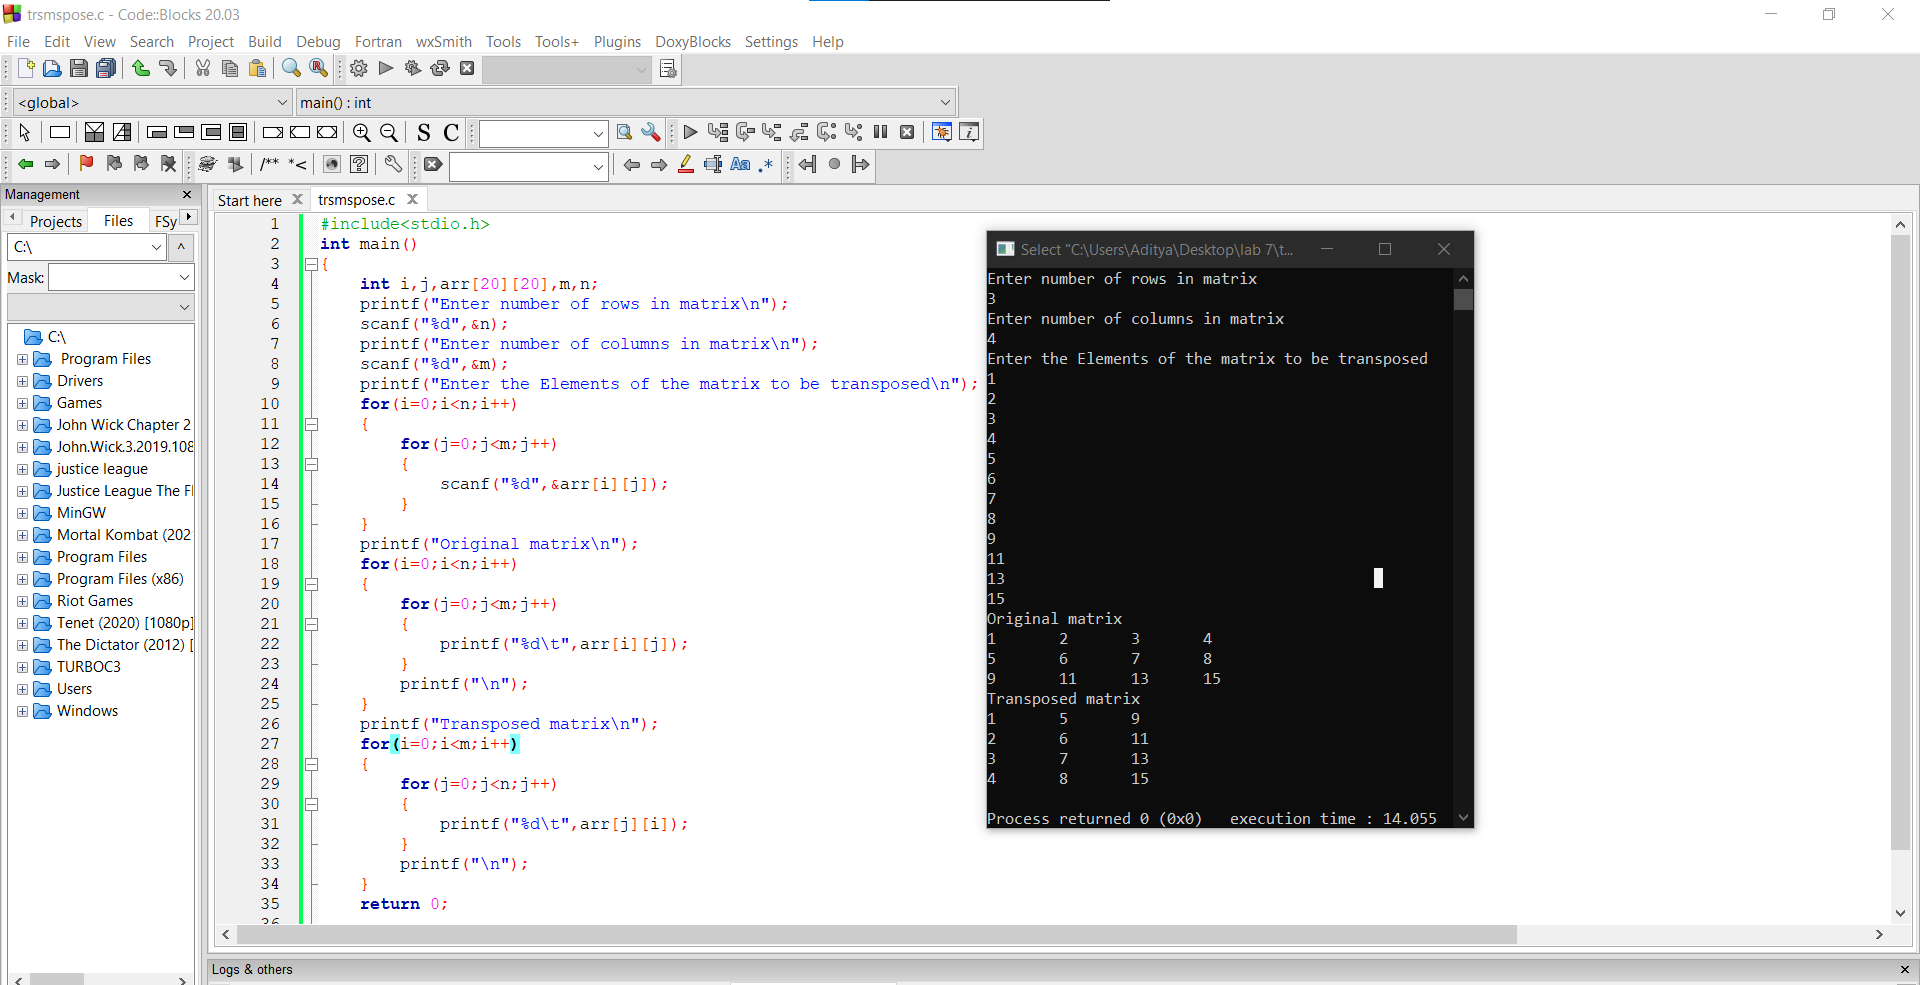 trsmspose.c - Code::Blocks 20.03
File Edit View Search Project Build Debug Fortran wxSmith Tools Tools+ Plugins DoxyBlocks Settings Help
<global> main() : int
S C
/** *<
Aa .*
Management
Projects Files FSy
C:\ ^
Mask:
C:\
Program Files
Drivers
Games
John Wick Chapter 2
John.Wick.3.2019.108
justice league
Justice League The Fl
MinGW
Mortal Kombat (202
Program Files
Program Files (x86)
Riot Games
Tenet (2020) [1080p]
The Dictator (2012) [
TURBOC3
Users
Windows
Start here trsmspose.c
1 #include<stdio.h>
2 int main()
3 {
4 int i,j,arr[20][20],m,n;
5 printf("Enter number of rows in matrix\n");
6 scanf("%d",&n);
7 printf("Enter number of columns in matrix\n");
8 scanf("%d",&m);
9 printf("Enter the Elements of the matrix to be transposed\n");
10 for(i=0;i<n;i++)
11 {
12 for(j=0;j<m;j++)
13 {
14 scanf("%d",&arr[i][j]);
15 }
16 }
17 printf("Original matrix\n");
18 for(i=0;i<n;i++)
19 {
20 for(j=0;j<m;j++)
21 {
22 printf("%d\t",arr[i][j]);
23 }
24 printf("\n");
25 }
26 printf("Transposed matrix\n");
27 for(i=0;i<m;i++)
28 {
29 for(j=0;j<n;j++)
30 {
31 printf("%d\t",arr[j][i]);
32 }
33 printf("\n");
34 }
35 return 0;
36
Select "C:\Users\Aditya\Desktop\lab 7\t...
Enter number of rows in matrix
3
Enter number of columns in matrix
4
Enter the Elements of the matrix to be transposed
1
2
3
4
5
6
7
8
9
11
13
15
Original matrix
1 2 3 4
5 6 7 8
9 11 13 15
Transposed matrix
1 5 9
2 6 11
3 7 13
4 8 15
Process returned 0 (0x0) execution time : 14.055
Logs & others